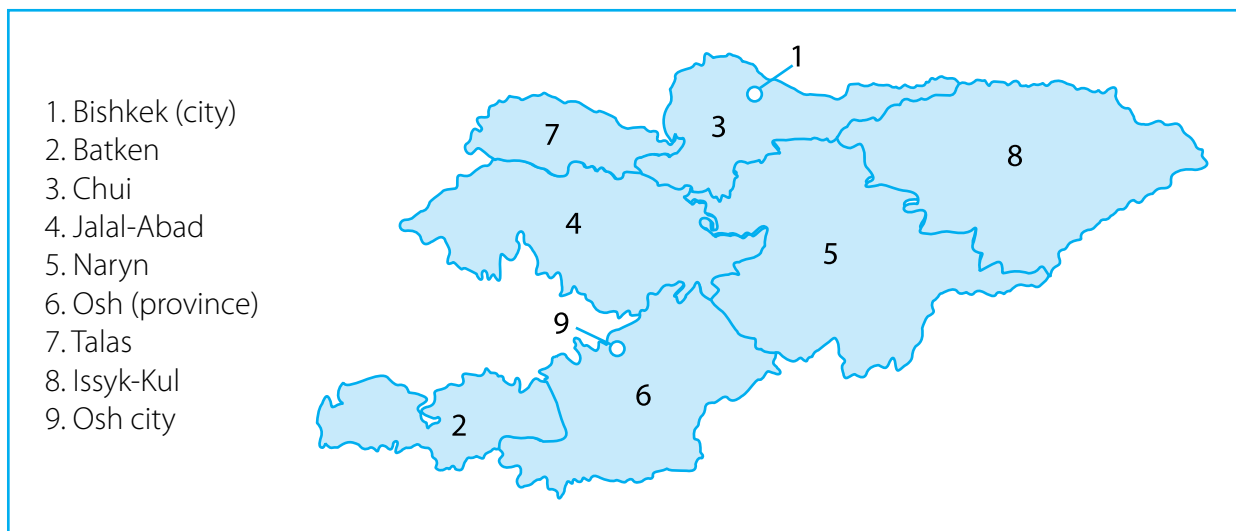 1. Bishkek (city)
2. Batken
3. Chui
4. Jalal-Abad
5. Naryn
6. Osh (province)
7. Talas
8. Issyk-Kul
9. Osh city
1
7
3
8
4
5
9
6
2